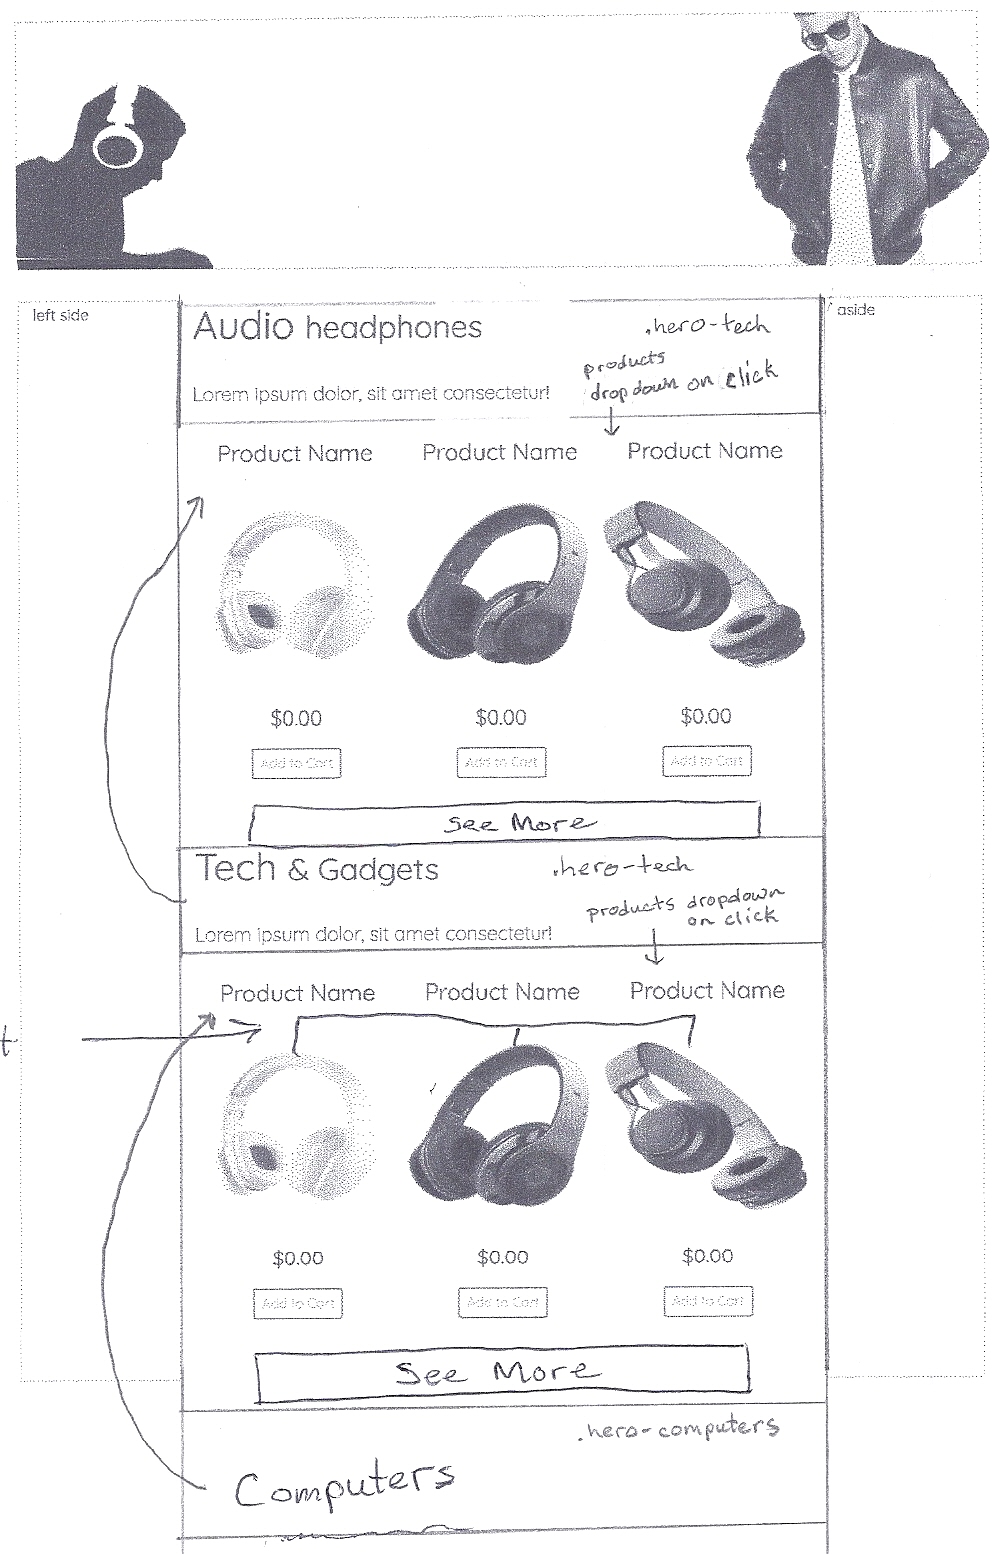 left side
Audio headphones
.hero-tech
aside
products
dropdown on click
Lorem ipsum dolor, sit amet consectetur!
Product Name Product Name Product Name
$0.00 $0.00 $0.00
Add to Cart Add to Cart Add to Cart
See More
Tech & Gadgets
.hero-tech
products dropdown
on click
Lorem ipsum dolor, sit amet consectetur!
Product Name Product Name Product Name
t
$0.00 $0.00 $0.00
Add to Cart Add to Cart Add to Cart
See More
.hero-computers
Computers